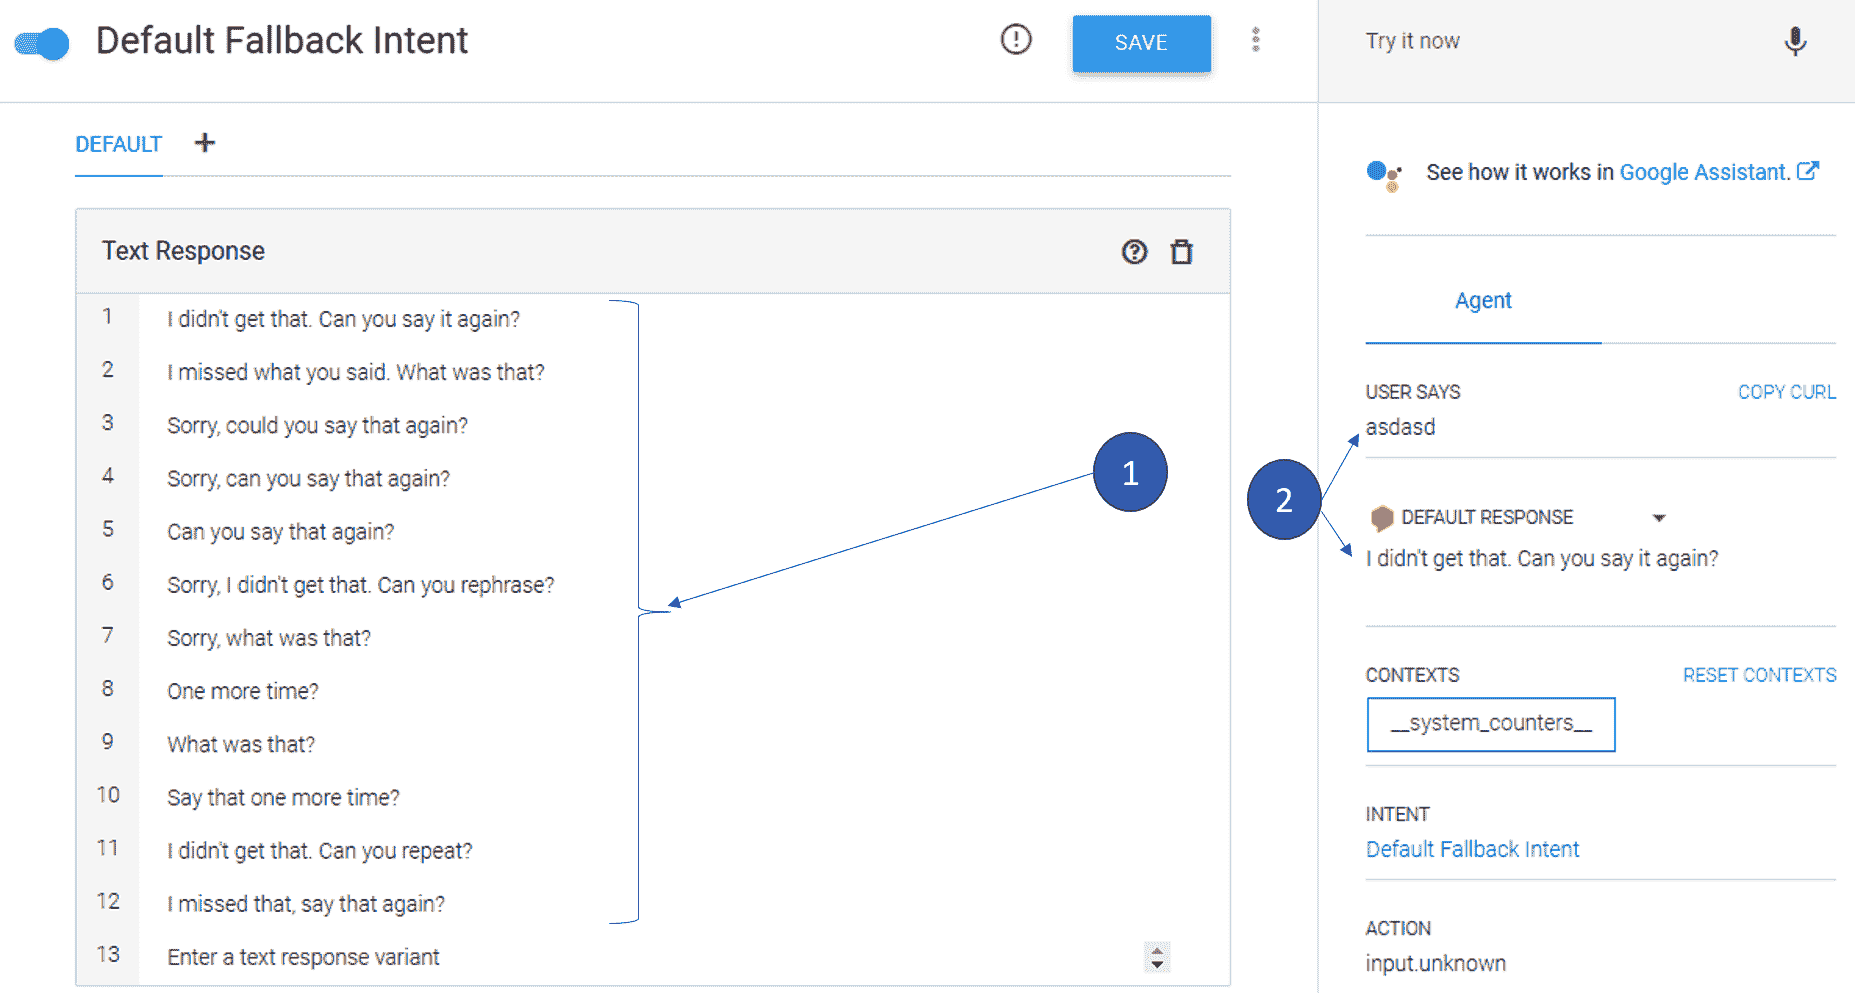 Default Fallback Intent
SAVE
DEFAULT +
Text Response
1 I didn't get that. Can you say it again?
2 I missed what you said. What was that?
3 Sorry, could you say that again?
4 Sorry, can you say that again?
5 Can you say that again?
6 Sorry, I didn't get that. Can you rephrase?
7 Sorry, what was that?
8 One more time?
9 What was that?
10 Say that one more time?
11 I didn't get that. Can you repeat?
12 I missed that, say that again?
13 Enter a text response variant
1
2
Try it now
See how it works in Google Assistant.
Agent
USER SAYS COPY CURL
asdasd
DEFAULT RESPONSE
I didn't get that. Can you say it again?
CONTEXTS RESET CONTEXTS
__system_counters__
INTENT
Default Fallback Intent
ACTION
input.unknown